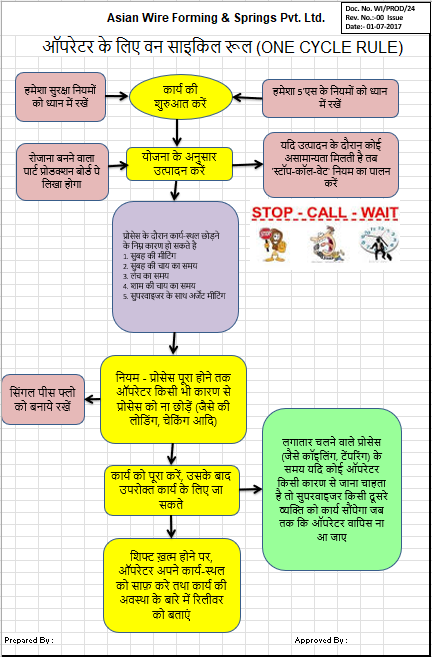 Asian Wire Forming & Springs Pvt. Ltd.
Doc. No. WI/PROD/24
Rev. No.:-00 Issue
Date:- 01-07-2017
ऑपरेटर के लिए वन साइकिल रूल (ONE CYCLE RULE)
हमेशा सुरक्षा नियमों
को ध्यान में रखें
कार्य की
शुरुआत करें
हमेशा 5'एस के नियमों को ध्यान
में रखें
रोजाना बनने वाला
पार्ट प्रोडक्शन बोर्ड पे
लिखा होगा
योजना के अनुसार
उत्पादन करें
यदि उत्पादन के दौरान कोई
असामान्यता मिलती है तब
'स्टॉप-कॉल-वेट' नियम का पालन
करें
STOP - CALL - WAIT
प्रोसेस के दौरान कार्य-स्थल छोड़ने
के निम्न कारण हो सकते है
1. सुबह की मीटिंग
2. सुबह की चाय का समय
3. लंच का समय
4. शाम की चाय का समय
5. सुपरवाइजर के साथ अर्जेंट मीटिंग
नियम - प्रोसेस पूरा होने तक
ऑपरेटर किसी भी कारण से
प्रोसेस को ना छोड़ें (जैसे की
लोडिंग, चेकिंग आदि)
सिंगल पीस फ्लो
को बनाये रखें
कार्य को पूरा करें, उसके बाद
उपरोक्त कार्य के लिए जा
सकते
लगातार चलने वाले प्रोसेस
(जैसे कॉइलिंग, टेंपरिंग) के
समय यदि कोई ऑपरेटर
किसी कारण से जाना चाहता
है तो सुपरवाइजर किसी दूसरे
व्यक्ति को कार्य सौंपेगा जब
तक कि ऑपरेटर वापिस ना
आ जाए
शिफ्ट ख़त्म होने पर,
ऑपरेटर अपने कार्य-स्थल
को साफ़ करे तथा कार्य की
अवस्था के बारे में रिलीवर
को बताएं
Prepared By :
Approved By :